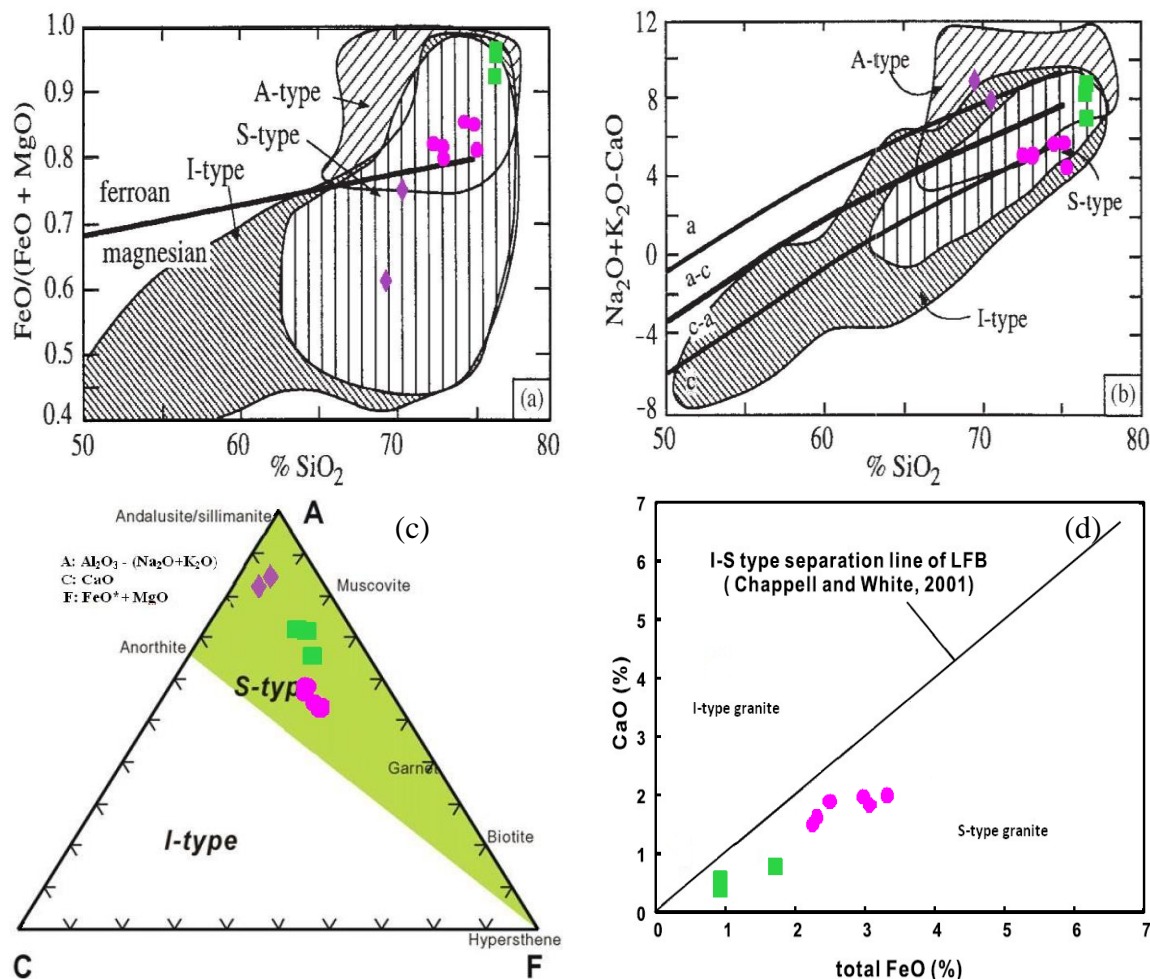 1.0
0.9
0.8
0.7
0.6
0.5
0.4
FeO/(FeO + MgO)
A-type
S-type
I-type
ferroan
magnesian
(a)
50
60
70
80
% SiO₂
12
8
4
0
-4
-8
Na₂O+K₂O-CaO
A-type
S-type
I-type
a
a-c
c-a
c
(b)
50
60
70
80
% SiO₂
(c)
A
Andalusite/sillimanite
A: Al₂O₃ - (Na₂O+K₂O)
C: CaO
F: FeO* + MgO
Muscovite
Anorthite
S-typ
Garnet
Biotite
I-type
Hypersthene
C
F
(d)
7
6
5
4
3
2
1
0
CaO (%)
I-S type separation line of LFB
( Chappell and White, 2001)
I-type granite
S-type granite
0
1
2
3
4
5
6
7
total FeO (%)